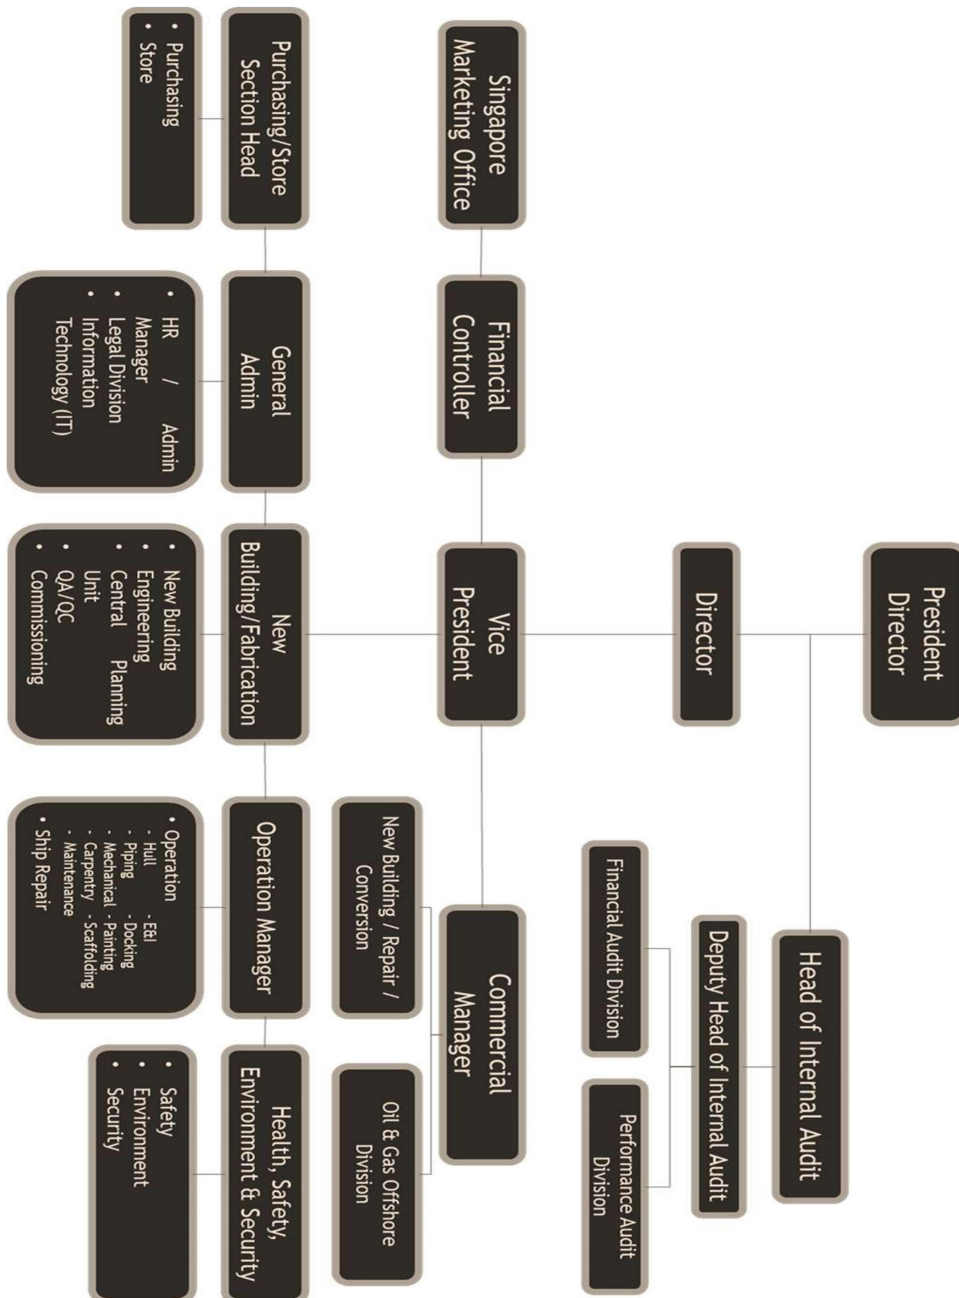 President
Director
Head of Internal Audit
Deputy Head of Internal Audit
Financial Audit Division
Performance Audit
Division
Director
Singapore
Marketing Office
Financial
Controller
Vice
President
Commercial
Manager
New Building / Repair /
Conversion
Oil & Gas Offshore
Division
Purchasing/Store
Section Head
General
Admin
New
Building/Fabrication
Operation Manager
Health, Safety,
Environment & Security
• Purchasing
• Store
• HR / Admin
Manager
• Legal Division
• Information
Technology (IT)
• New Building
• Engineering
• Central Planning
Unit
• QA/QC
• Commissioning
• Operation
- Hull - E&I
- Piping - Docking
- Mechanical - Painting
- Carpentry - Scaffolding
- Maintenance
• Ship Repair
• Safety
• Environment
• Security